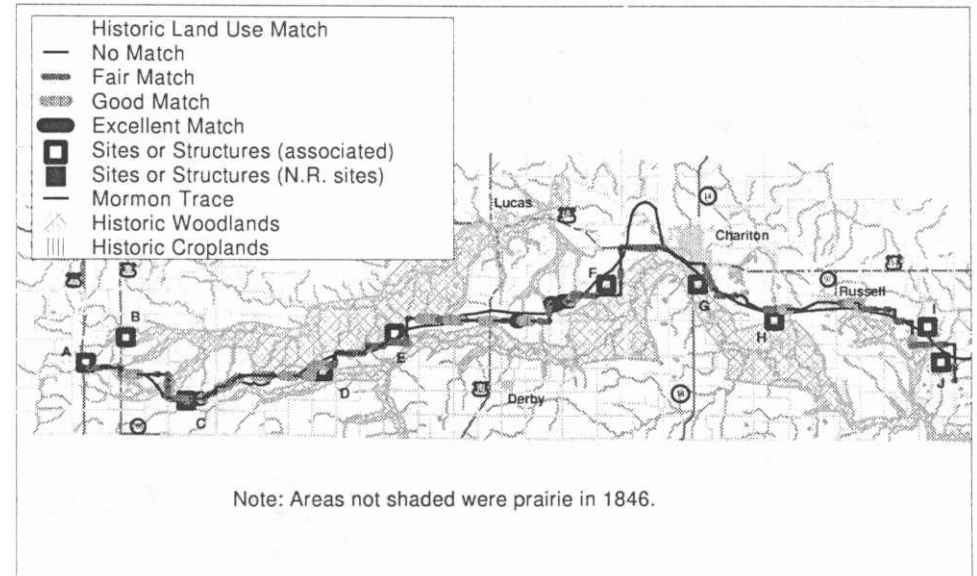 Historic Land Use Match
No Match
Fair Match
Good Match
Excellent Match
Sites or Structures (associated)
Sites or Structures (N.R. sites)
Mormon Trace
Historic Woodlands
Historic Croplands
Lucas
14
Chariton
F
Russell
G
B
I
A
H
E
J
D
Derby
C
Note: Areas not shaded were prairie in 1846.